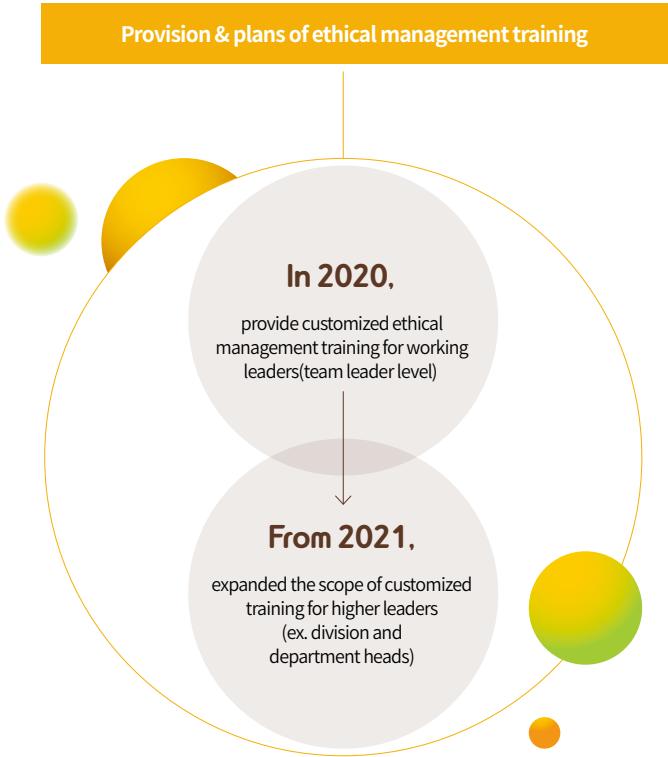 Provision & plans of ethical management training
In 2020,
provide customized ethical
management training for working
leaders(team leader level)
From 2021,
expanded the scope of customized
training for higher leaders
(ex. division and
department heads)